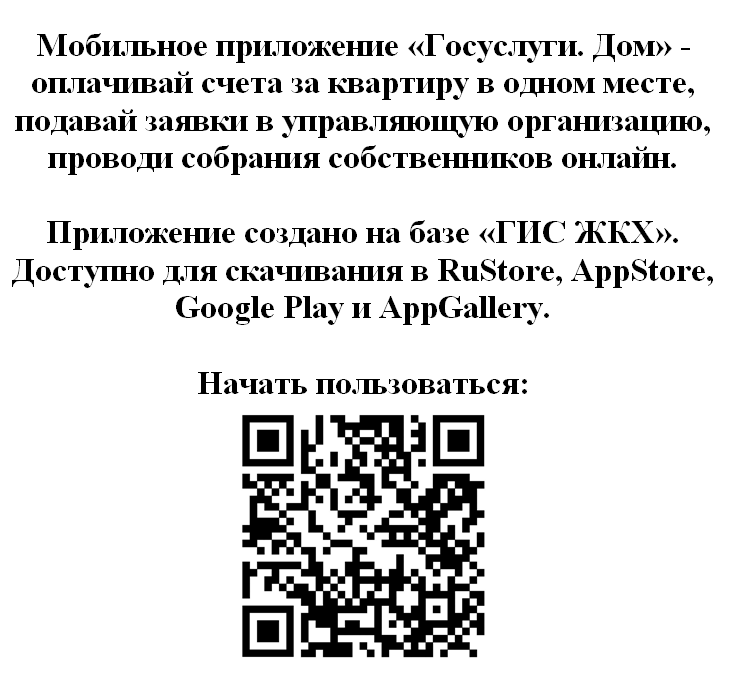 Мобильное приложение «Госуслуги. Дом» -
оплачивай счета за квартиру в одном месте,
подавай заявки в управляющую организацию,
проводи собрания собственников онлайн.
Приложение создано на базе «ГИС ЖКХ».
Доступно для скачивания в RuStore, AppStore,
Google Play и AppGallery.
Начать пользоваться: